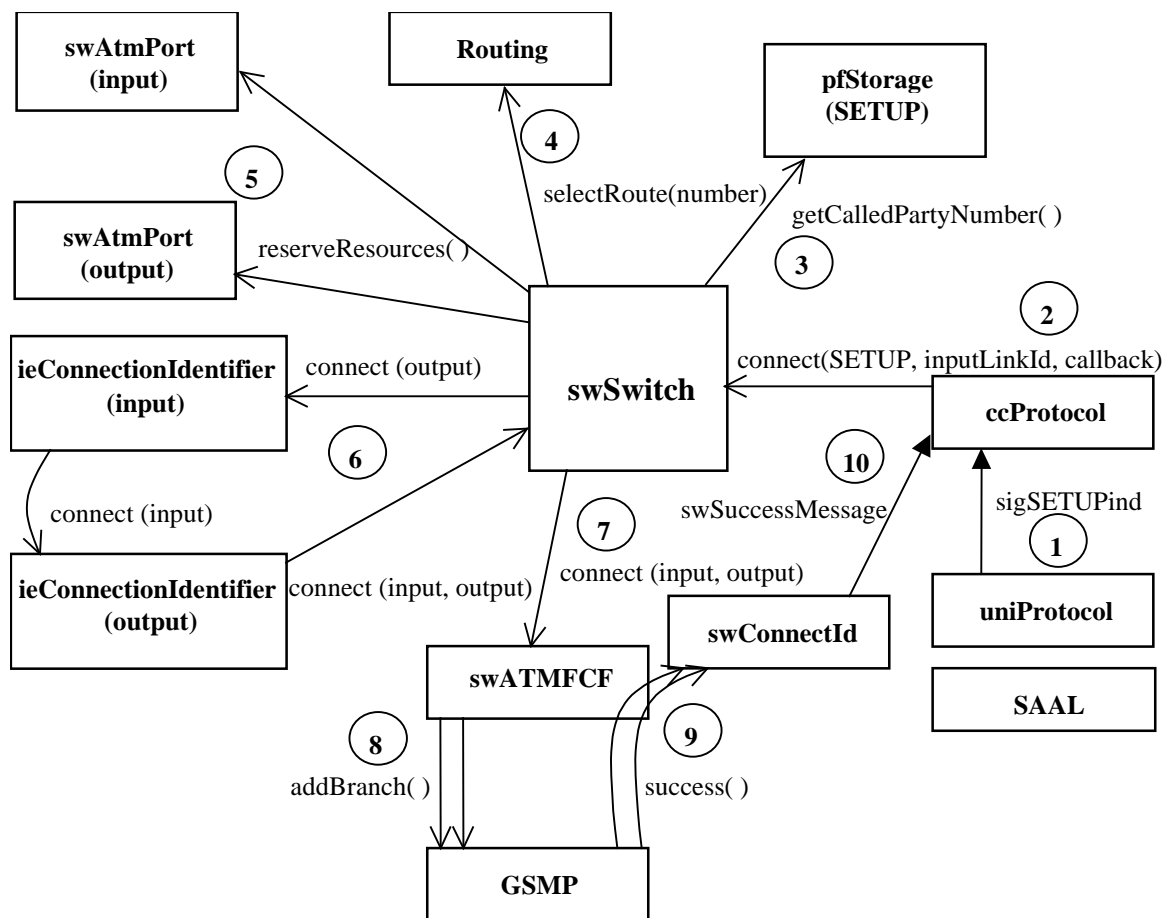 swAtmPort
(input)
Routing
pfStorage
(SETUP)
4
5
selectRoute(number)
swAtmPort
(output)
reserveResources( )
getCalledPartyNumber( )
3
2
ieConnectionIdentifier
(input)
connect (output)
swSwitch
connect(SETUP, inputLinkId, callback)
ccProtocol
6
10
connect (input)
swSuccessMessage
sigSETUPind
7
1
ieConnectionIdentifier
(output)
connect (input, output)
connect (input, output)
swConnectId
uniProtocol
swATMFCF
SAAL
8
9
addBranch( )
success( )
GSMP